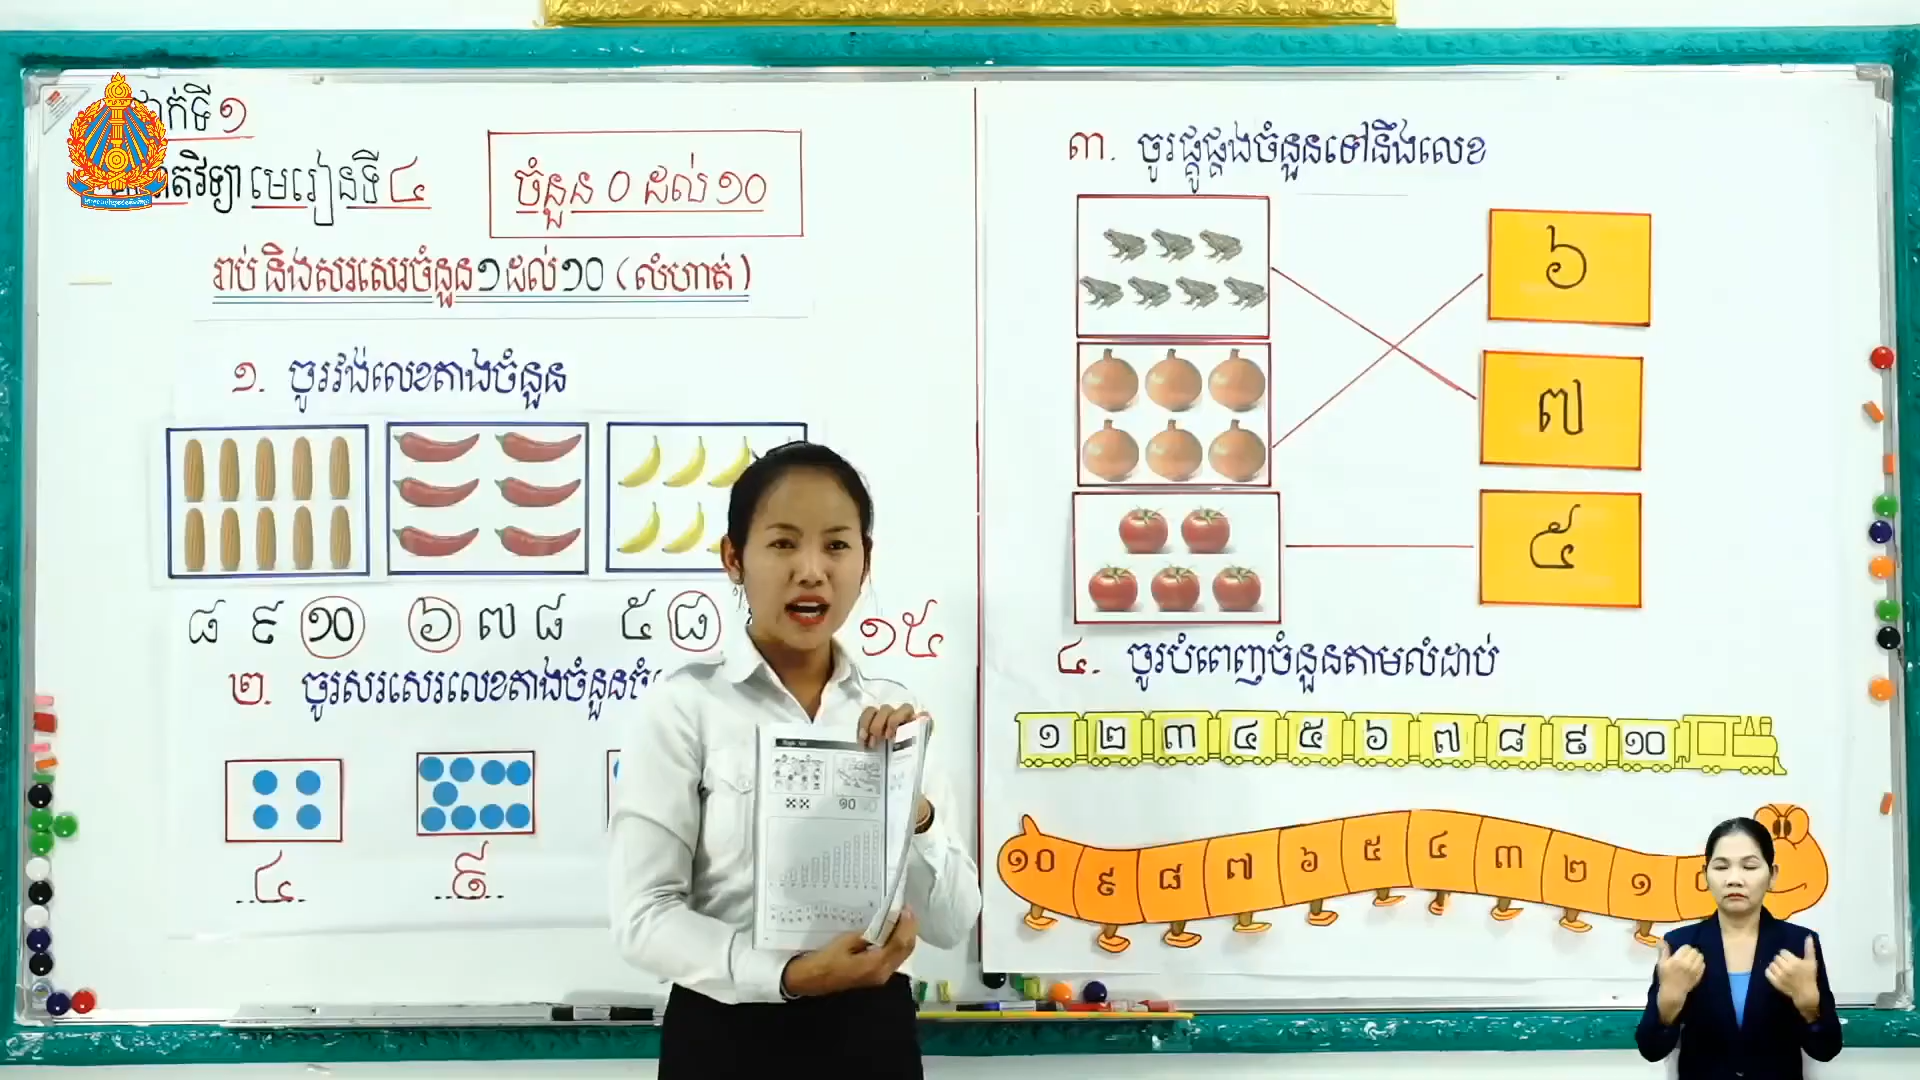 ថ្នាក់ទី១
គណិតវិទ្យា មេរៀនទី ៤
ចំនួន ០ ដល់ ១០
រាប់ និងសរសេរចំនួន១ដល់១០ (លំហាត់)
១. ចូរវង់លេខតាងចំនួន
៨ ៩ ១០ ៦ ៧ ៨ ៥ ៨
១៥
២. ចូរសរសេរលេខតាងចំនួន
៤ ៩
៣. ចូរផ្គូផ្គងចំនួនទៅនឹងលេខ
៦
៧
៥
៤. ចូរបំពេញចំនួនតាមលំដាប់
១ ២ ៣ ៤ ៥ ៦ ៧ ៨ ៩ ១០
១០ ៩ ៨ ៧ ៦ ៥ ៤ ៣ ២ ១ ០